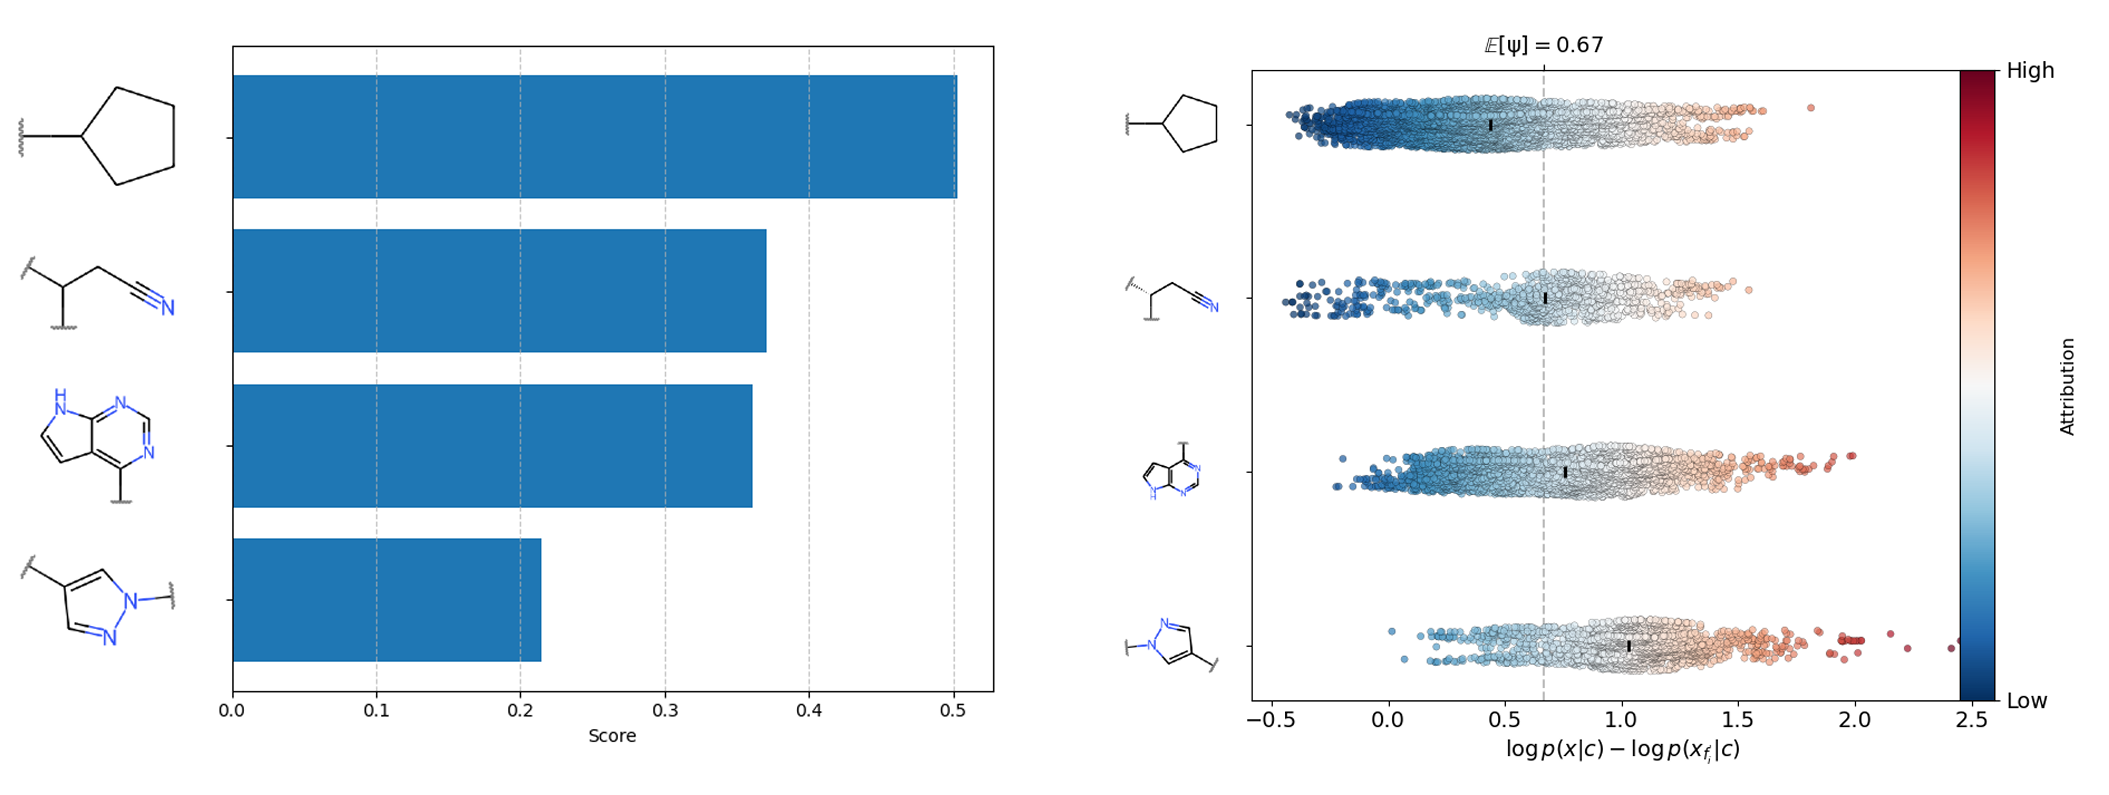 N
H
N
N
N
N
0.0 0.1 0.2 0.3 0.4 0.5
Score
𝔼[ψ] = 0.67
N
N
N
H
N
N
N
−0.5 0.0 0.5 1.0 1.5 2.0 2.5
log p(x|c) − log p(x_{f_i}|c)
High
Attribution
Low